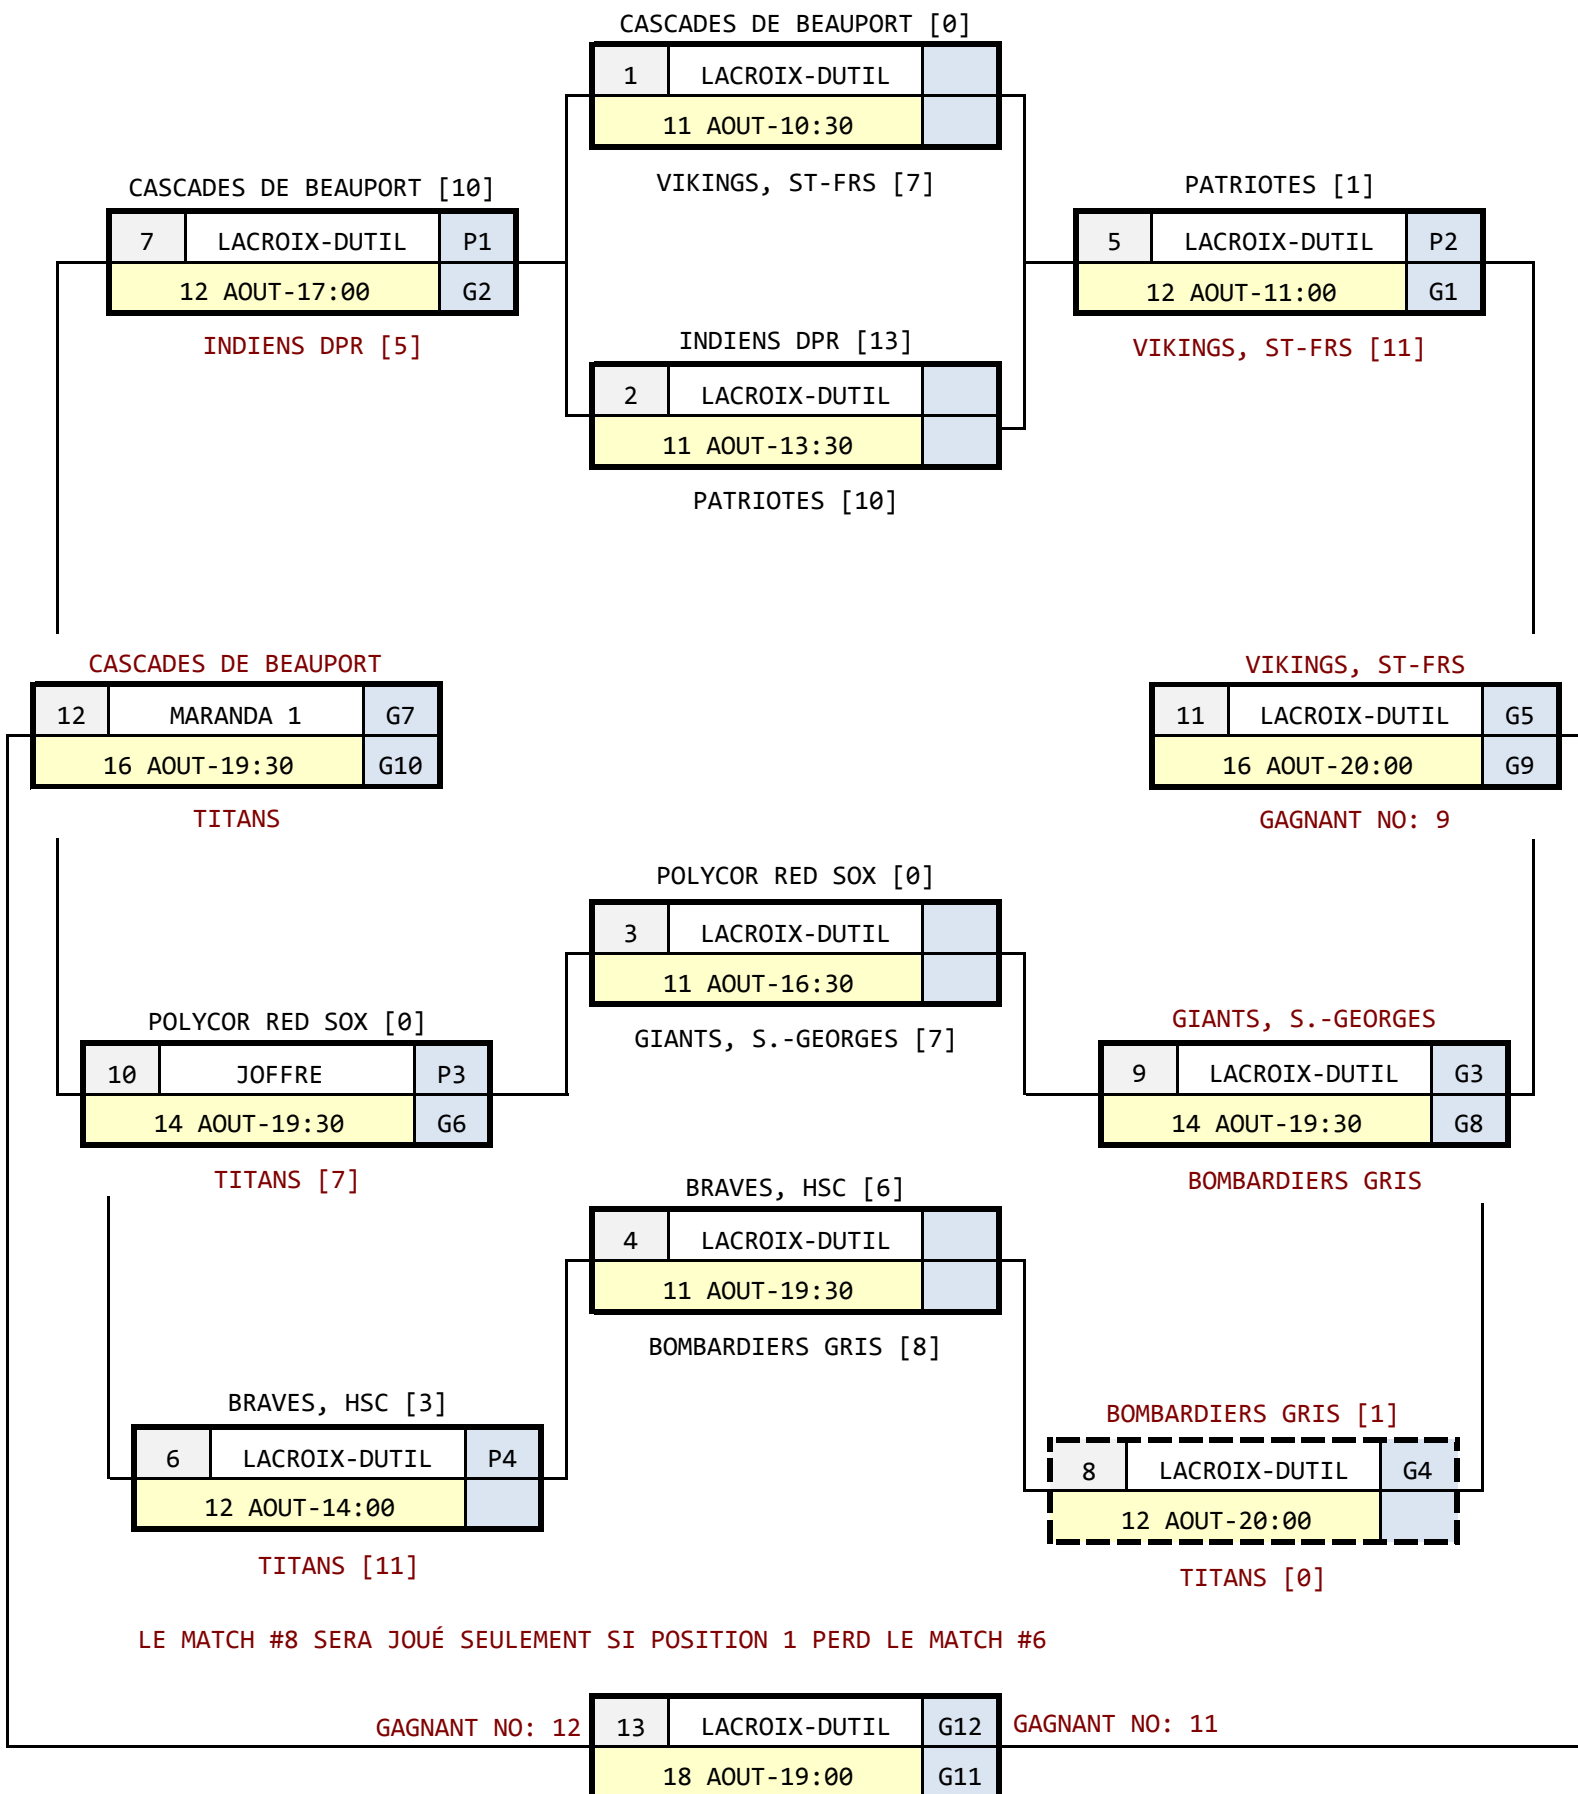 CASCADES DE BEAUPORT [0]
1 LACROIX-DUTIL
11 AOUT-10:30
VIKINGS, ST-FRS [7]
CASCADES DE BEAUPORT [10]
7 LACROIX-DUTIL P1
12 AOUT-17:00 G2
INDIENS DPR [5]
PATRIOTES [1]
5 LACROIX-DUTIL P2
12 AOUT-11:00 G1
VIKINGS, ST-FRS [11]
INDIENS DPR [13]
2 LACROIX-DUTIL
11 AOUT-13:30
PATRIOTES [10]
CASCADES DE BEAUPORT
12 MARANDA 1 G7
16 AOUT-19:30 G10
TITANS
VIKINGS, ST-FRS
11 LACROIX-DUTIL G5
16 AOUT-20:00 G9
GAGNANT NO: 9
POLYCOR RED SOX [0]
3 LACROIX-DUTIL
11 AOUT-16:30
GIANTS, S.-GEORGES [7]
POLYCOR RED SOX [0]
10 JOFFRE P3
14 AOUT-19:30 G6
TITANS [7]
GIANTS, S.-GEORGES
9 LACROIX-DUTIL G3
14 AOUT-19:30 G8
BOMBARDIERS GRIS
BRAVES, HSC [6]
4 LACROIX-DUTIL
11 AOUT-19:30
BOMBARDIERS GRIS [8]
BRAVES, HSC [3]
6 LACROIX-DUTIL P4
12 AOUT-14:00
TITANS [11]
BOMBARDIERS GRIS [1]
8 LACROIX-DUTIL G4
12 AOUT-20:00
TITANS [0]
LE MATCH #8 SERA JOUÉ SEULEMENT SI POSITION 1 PERD LE MATCH #6
GAGNANT NO: 12 13 LACROIX-DUTIL G12 GAGNANT NO: 11
18 AOUT-19:00 G11